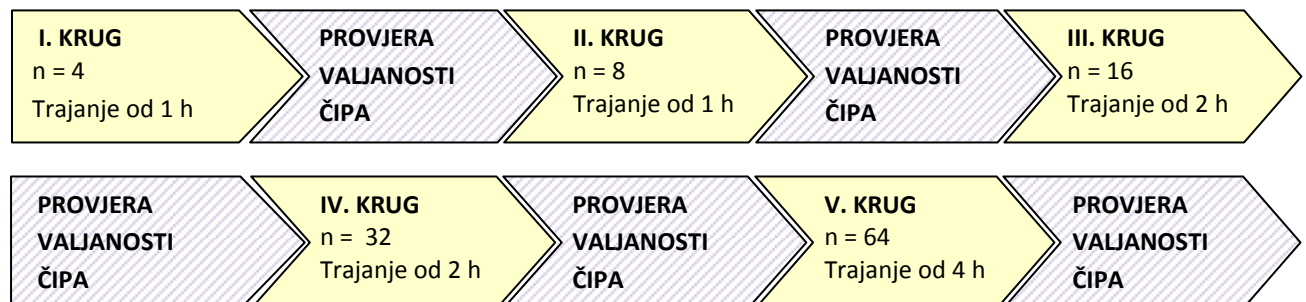 I. KRUG
n = 4
Trajanje od 1 h
PROVJERA
VALJANOSTI
ČIPA
II. KRUG
n = 8
Trajanje od 1 h
PROVJERA
VALJANOSTI
ČIPA
III. KRUG
n = 16
Trajanje od 2 h
PROVJERA
VALJANOSTI
ČIPA
IV. KRUG
n = 32
Trajanje od 2 h
PROVJERA
VALJANOSTI
ČIPA
V. KRUG
n = 64
Trajanje od 4 h
PROVJERA
VALJANOSTI
ČIPA